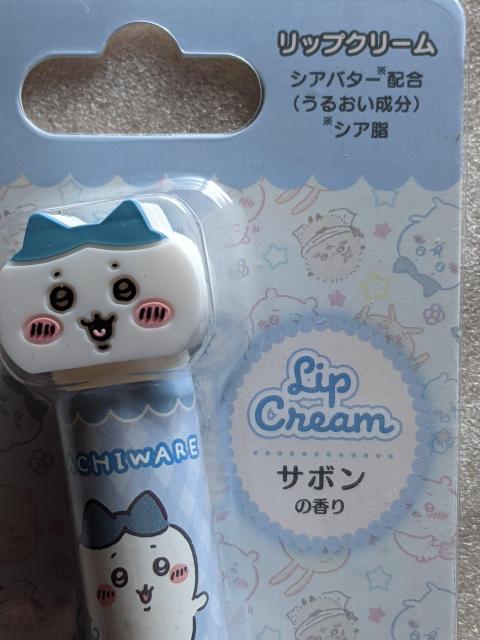 リップクリーム
シアバター※配合
（うるおい成分）
※シア脂
Lip
Cream
サボン
の香り
ACHIWARE